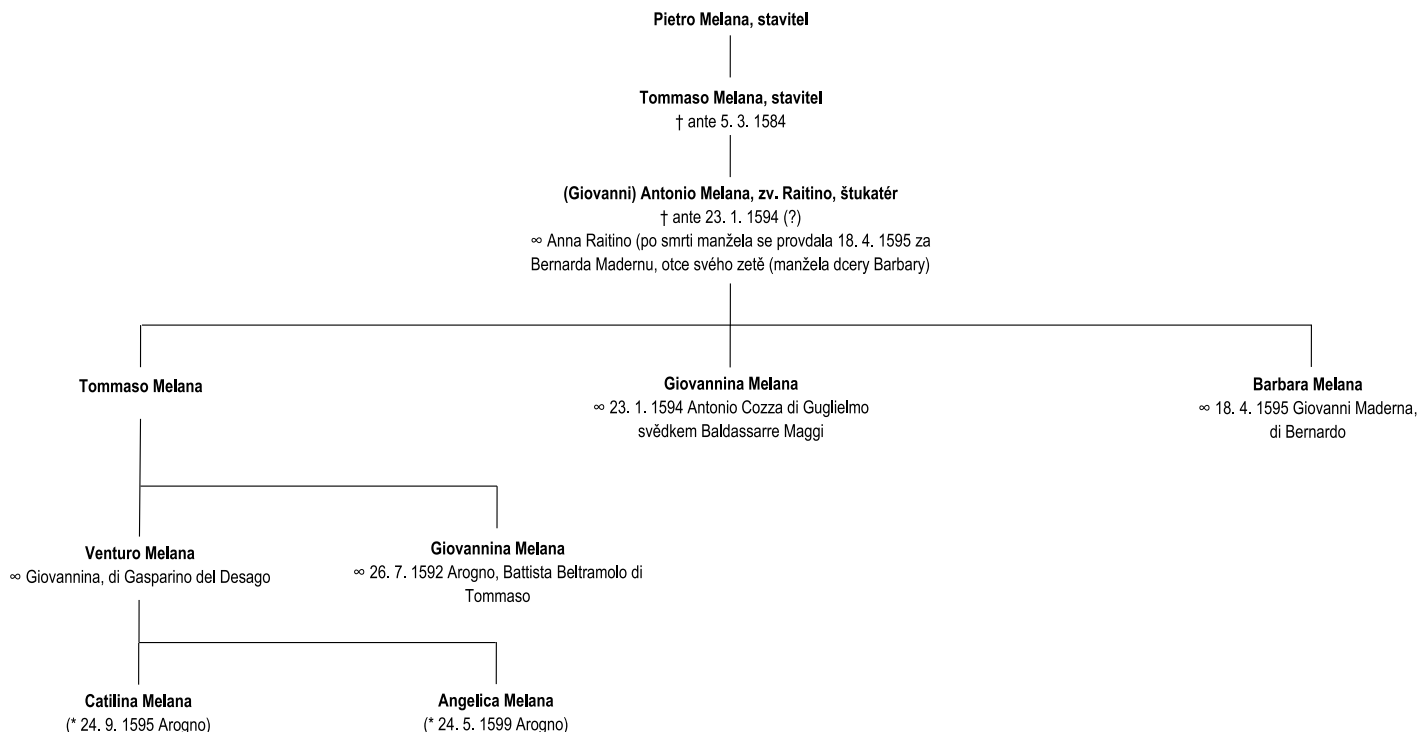 Pietro Melana, stavitel
Tommaso Melana, stavitel
† ante 5. 3. 1584
(Giovanni) Antonio Melana, zv. Raitino, štukatér
† ante 23. 1. 1594 (?)
∞ Anna Raitino (po smrti manžela se provdala 18. 4. 1595 za
Bernarda Madernu, otce svého zetě (manžela dcery Barbary)
Tommaso Melana
Giovannina Melana
∞ 23. 1. 1594 Antonio Cozza di Guglielmo
svědkem Baldassarre Maggi
Barbara Melana
∞ 18. 4. 1595 Giovanni Maderna,
di Bernardo
Venturo Melana
∞ Giovannina, di Gasparino del Desago
Giovannina Melana
∞ 26. 7. 1592 Arogno, Battista Beltramolo di
Tommaso
Catilina Melana
(* 24. 9. 1595 Arogno)
Angelica Melana
(* 24. 5. 1599 Arogno)